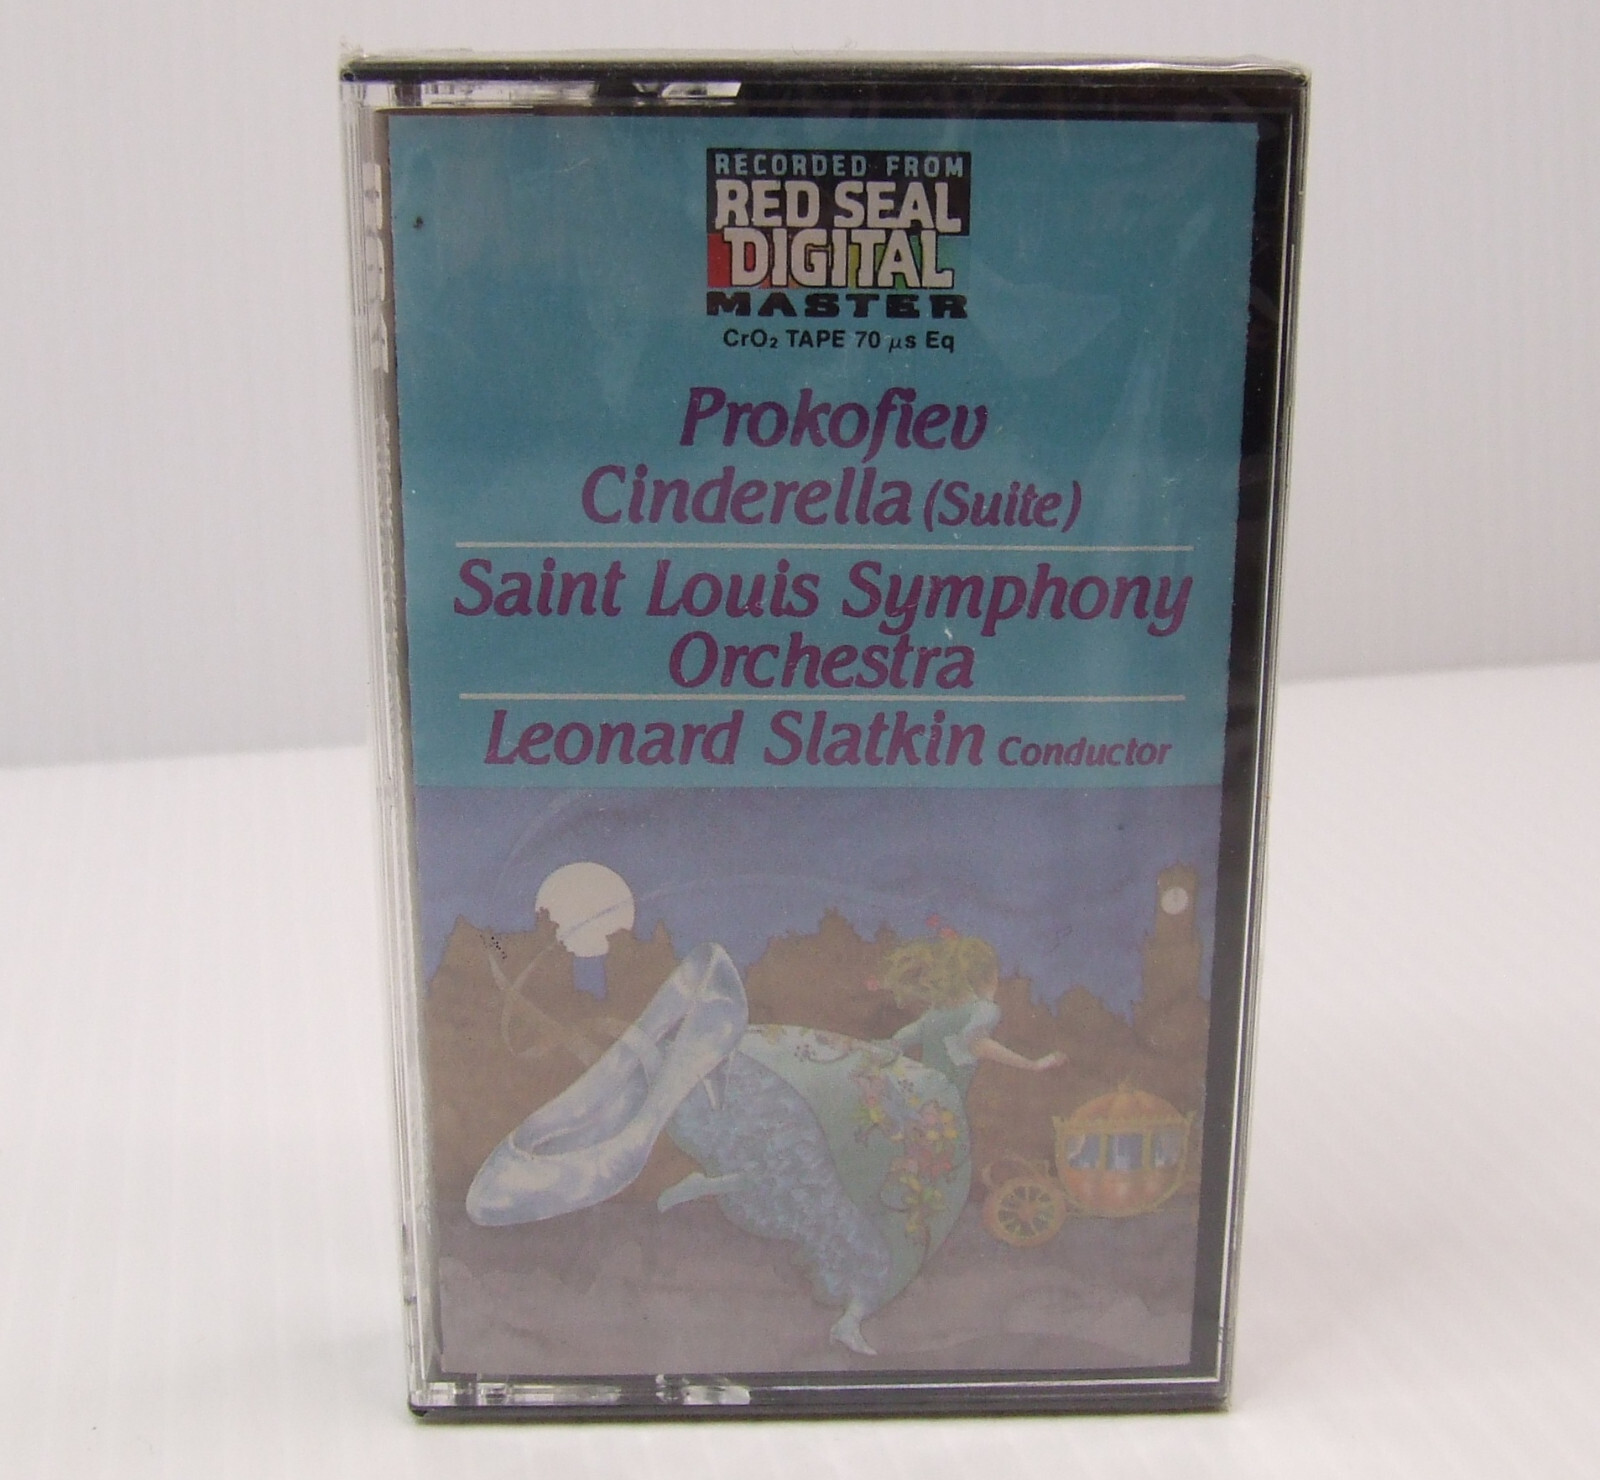 RECORDED FROM
RED SEAL
DIGITAL
MASTER
CrO₂ TAPE 70 μs Eq
Prokofiev
Cinderella (Suite)
Saint Louis Symphony
Orchestra
Leonard Slatkin Conductor